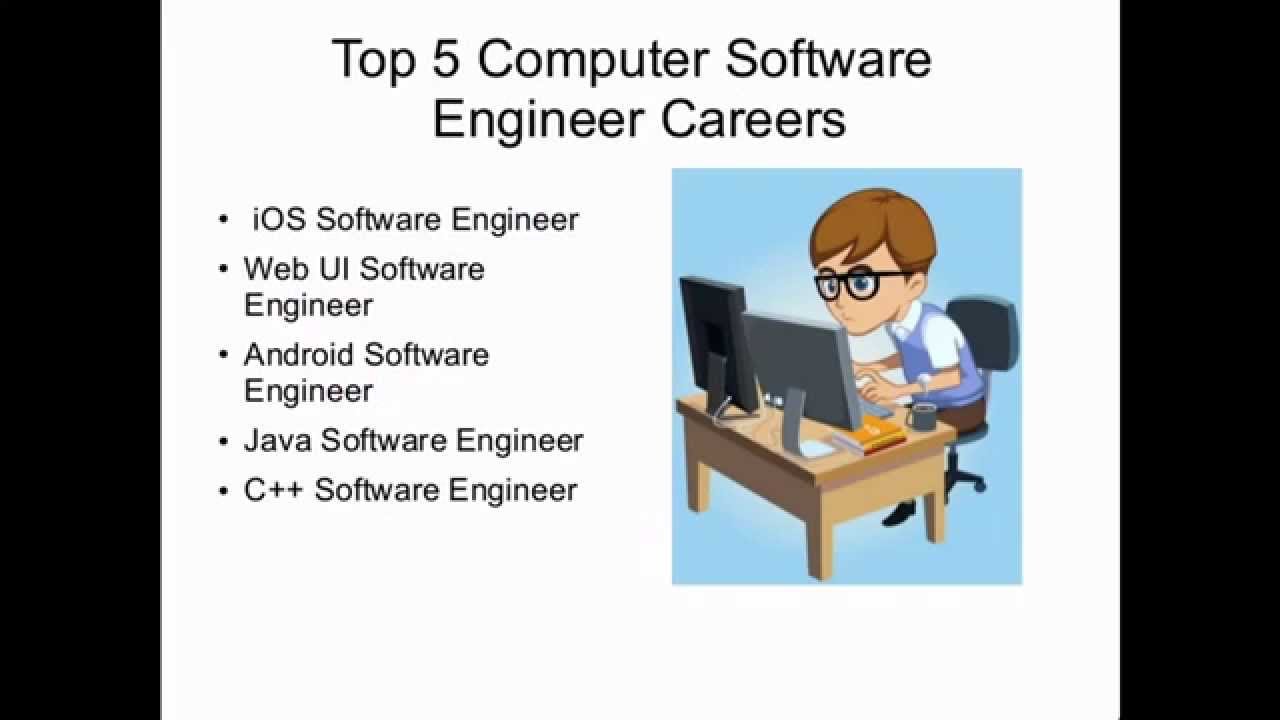 Top 5 Computer Software
Engineer Careers
• iOS Software Engineer
• Web UI Software
Engineer
• Android Software
Engineer
• Java Software Engineer
• C++ Software Engineer